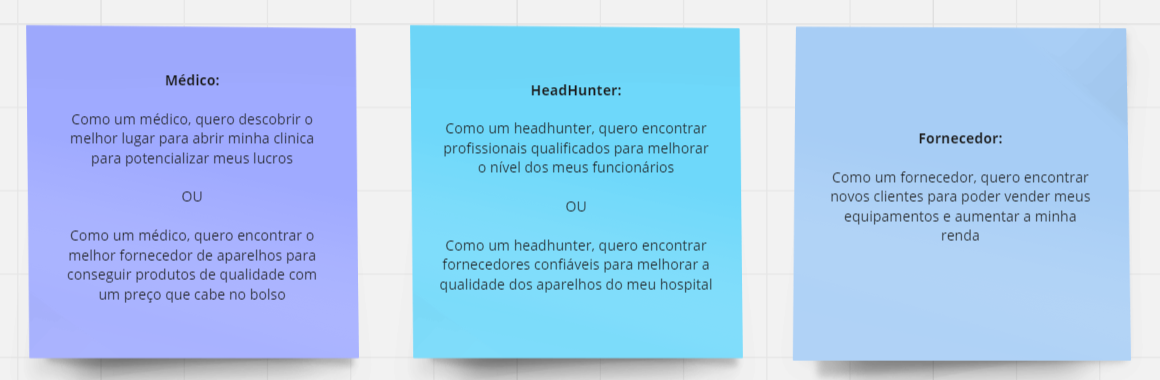 Médico:
Como um médico, quero descobrir o
melhor lugar para abrir minha clinica
para potencializar meus lucros
OU
Como um médico, quero encontrar o
melhor fornecedor de aparelhos para
conseguir produtos de qualidade com
um preço que cabe no bolso
HeadHunter:
Como um headhunter, quero encontrar
profissionais qualificados para melhorar
o nível dos meus funcionários
OU
Como um headhunter, quero encontrar
fornecedores confiáveis para melhorar a
qualidade dos aparelhos do meu hospital
Fornecedor:
Como um fornecedor, quero encontrar
novos clientes para poder vender meus
equipamentos e aumentar a minha
renda